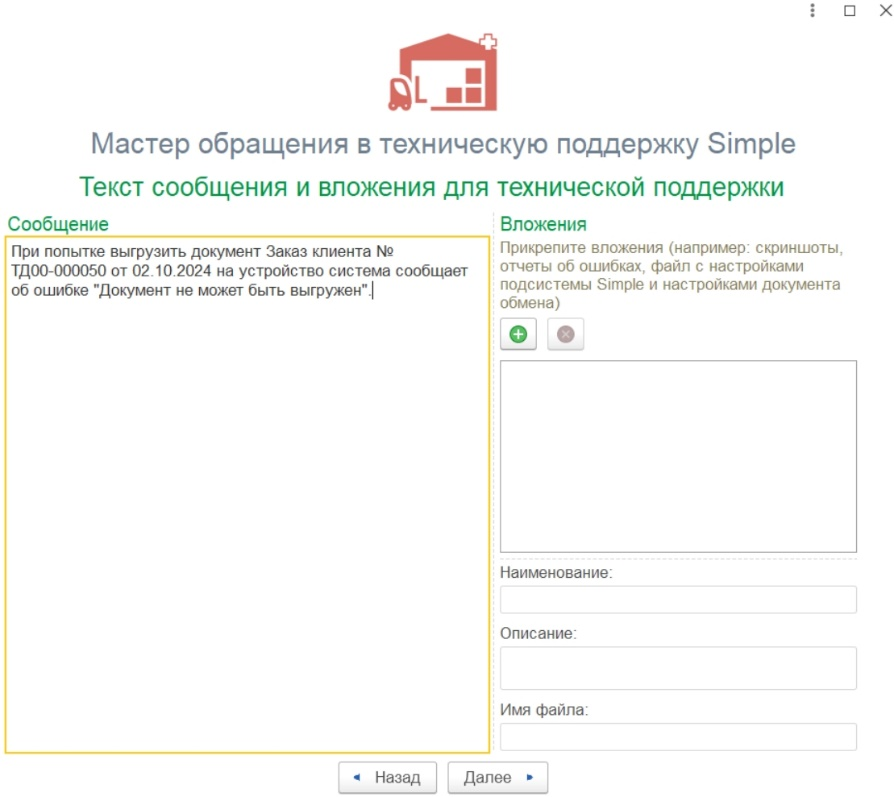 Мастер обращения в техническую поддержку Simple
Текст сообщения и вложения для технической поддержки
Сообщение
При попытке выгрузить документ Заказ клиента №
ТД00-000050 от 02.10.2024 на устройство система сообщает
об ошибке "Документ не может быть выгружен".
Вложения
Прикрепите вложения (например: скриншоты,
отчеты об ошибках, файл с настройками
подсистемы Simple и настройками документа
обмена)
Наименование:
Описание:
Имя файла:
Назад
Далее